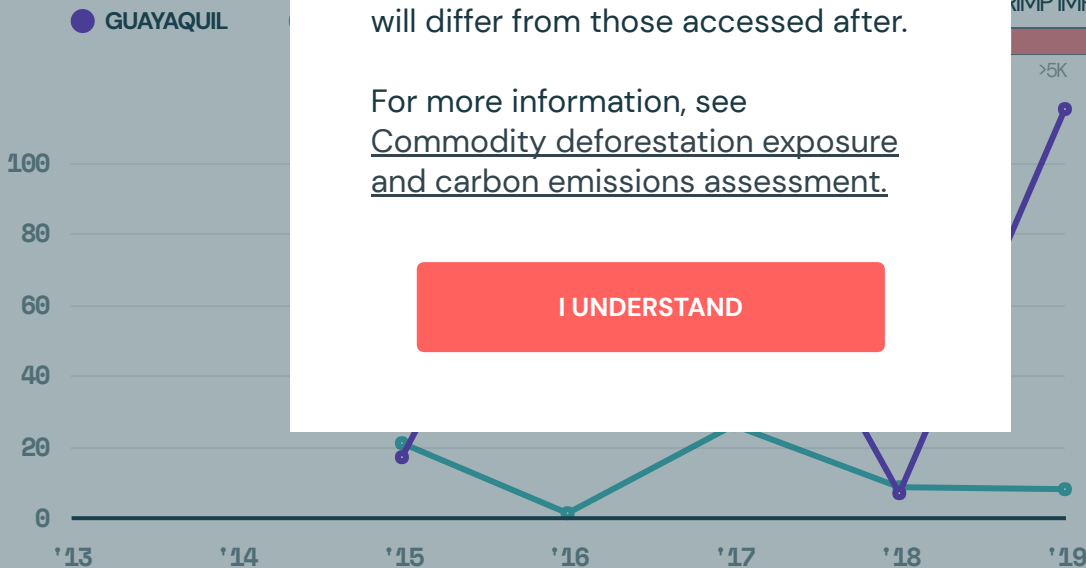 GUAYAQUIL
will differ from those accessed after.
>5K
For more information, see
Commodity deforestation exposure
and carbon emissions assessment.
I UNDERSTAND
100
80
60
40
20
0
'13 '14 '15 '16 '17 '18 '19